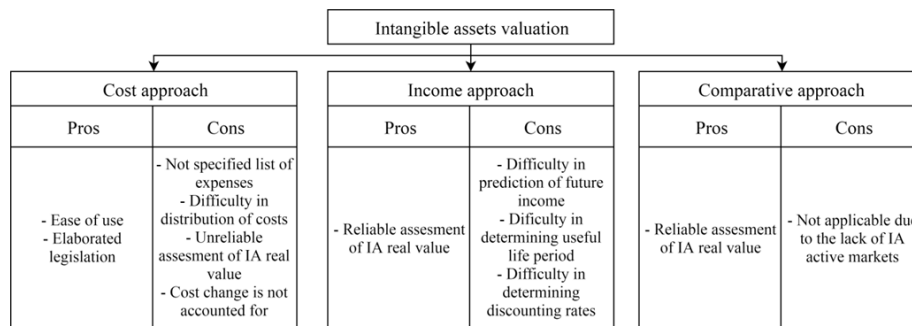 Intangible assets valuation
Cost approach
Pros
Cons
- Ease of use
- Elaborated
legislation
- Not specified list of
expenses
- Difficulty in
distribution of costs
- Unreliable
assesment of IA real
value
- Cost change is not
accounted for
Income approach
Pros
Cons
- Reliable assesment
of IA real value
- Difficulty in
prediction of future
income
- Dificulty in
determining useful
life period
- Difficulty in
determining
discounting rates
Comparative approach
Pros
Cons
- Reliable assesment
of IA real value
- Not applicable due
to the lack of IA
active markets